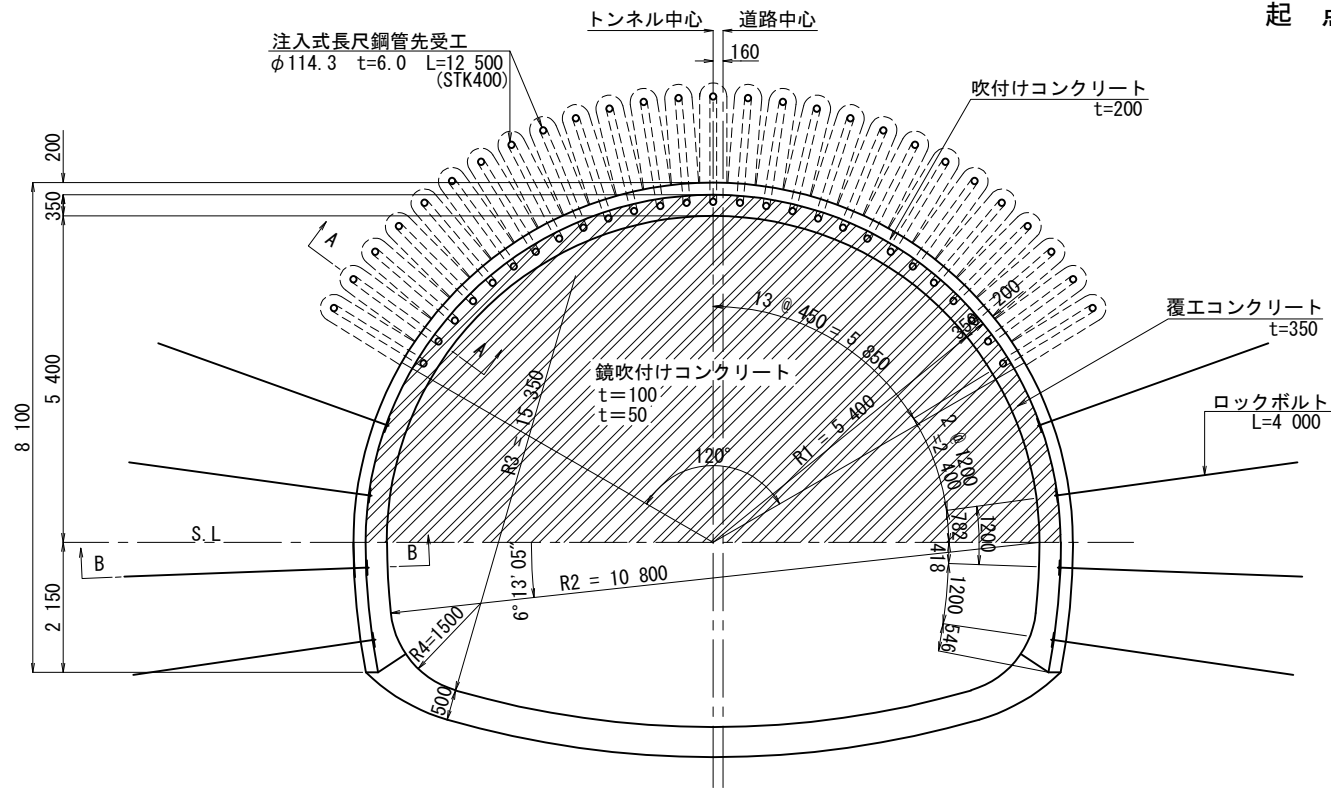 トンネル中心
道路中心
起 点
160
注入式長尺鋼管先受工
φ114.3 t=6.0 L=12 500
(STK400)
吹付けコンクリート
t=200
200
350
5 400
8 100
2 150
A
A
13 @ 450 = 5 850
200
350
覆工コンクリート
t=350
鏡吹付けコンクリート
t=100
t=50
R3 = 15 350
R1 = 5 400
120°
2 @ 1200
=2 400
ロックボルト
L=4 000
782
1200
418
S.L
B
B
6° 13′ 05″
R2 = 10 800
R4=1500
1200
546
500